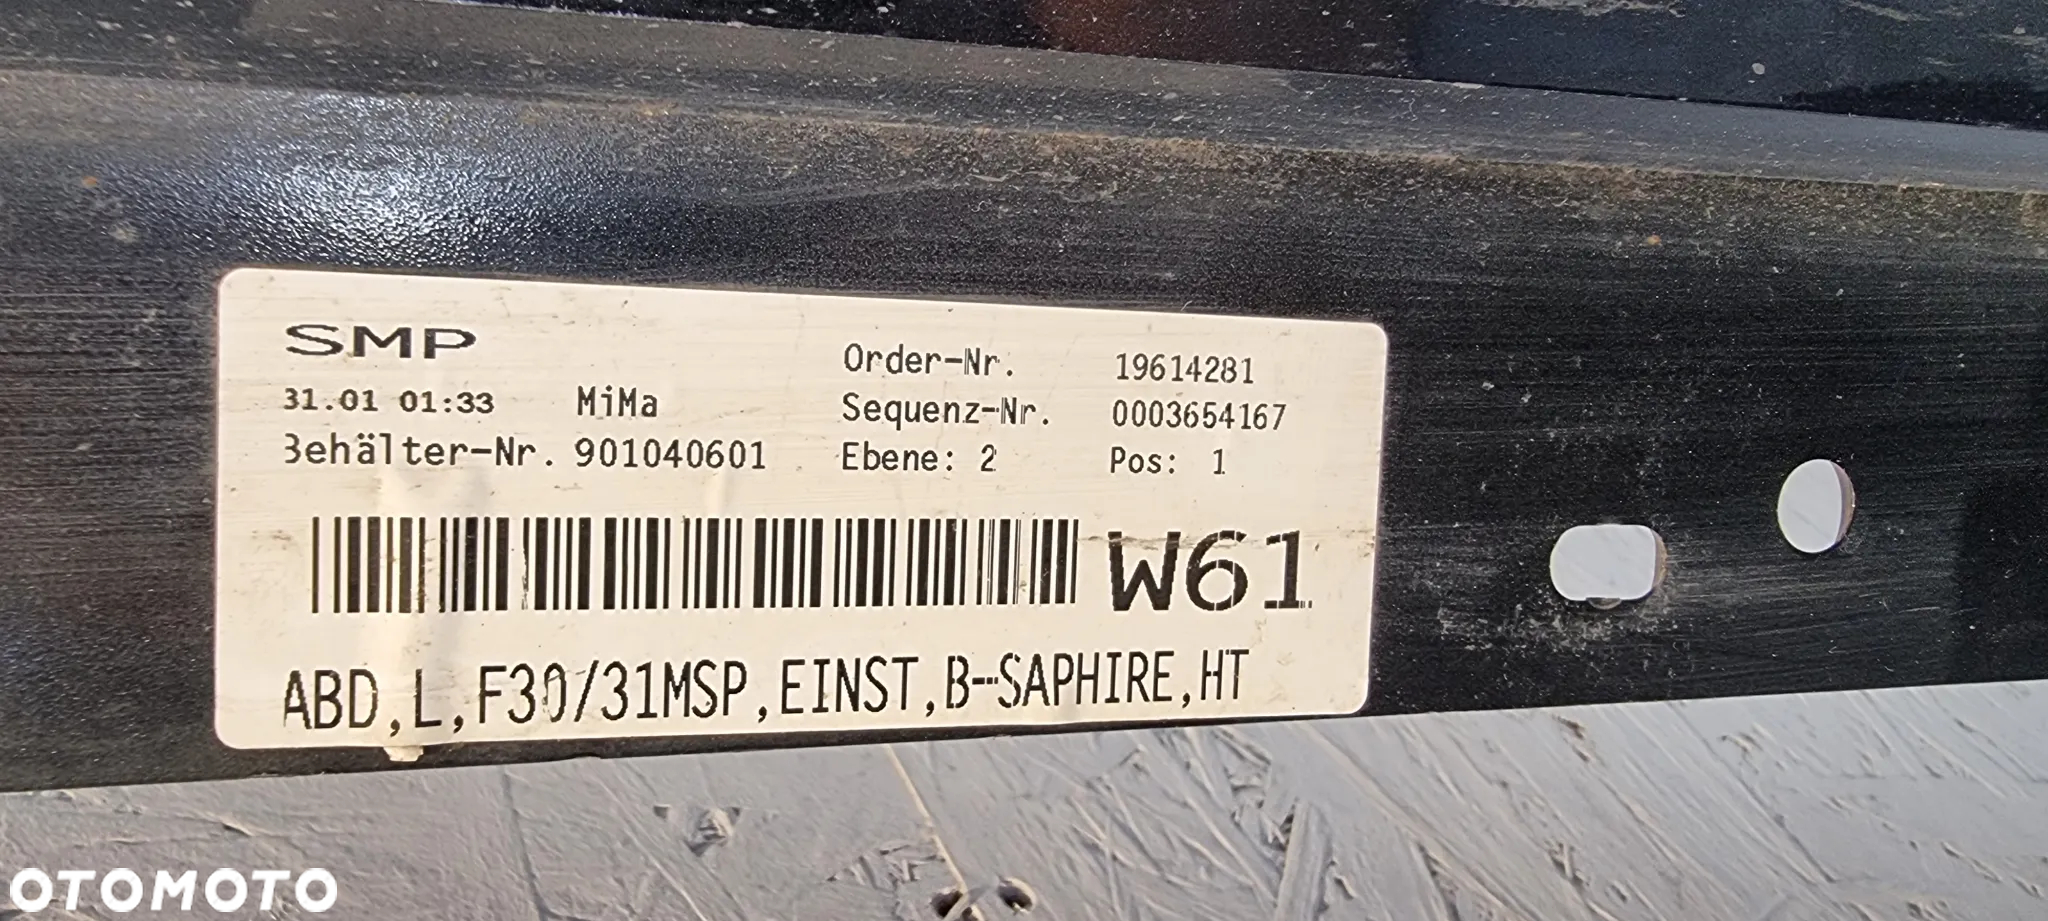 SMP
31.01 01:33 MiMa
Behälter-Nr. 901040601
Order-Nr. 19614281
Sequenz-Nr. 0003654167
Ebene: 2 Pos: 1
W61
ABD,L,F30/31MSP,EINST,B-SAPHIRE,HT
OTOMOTO